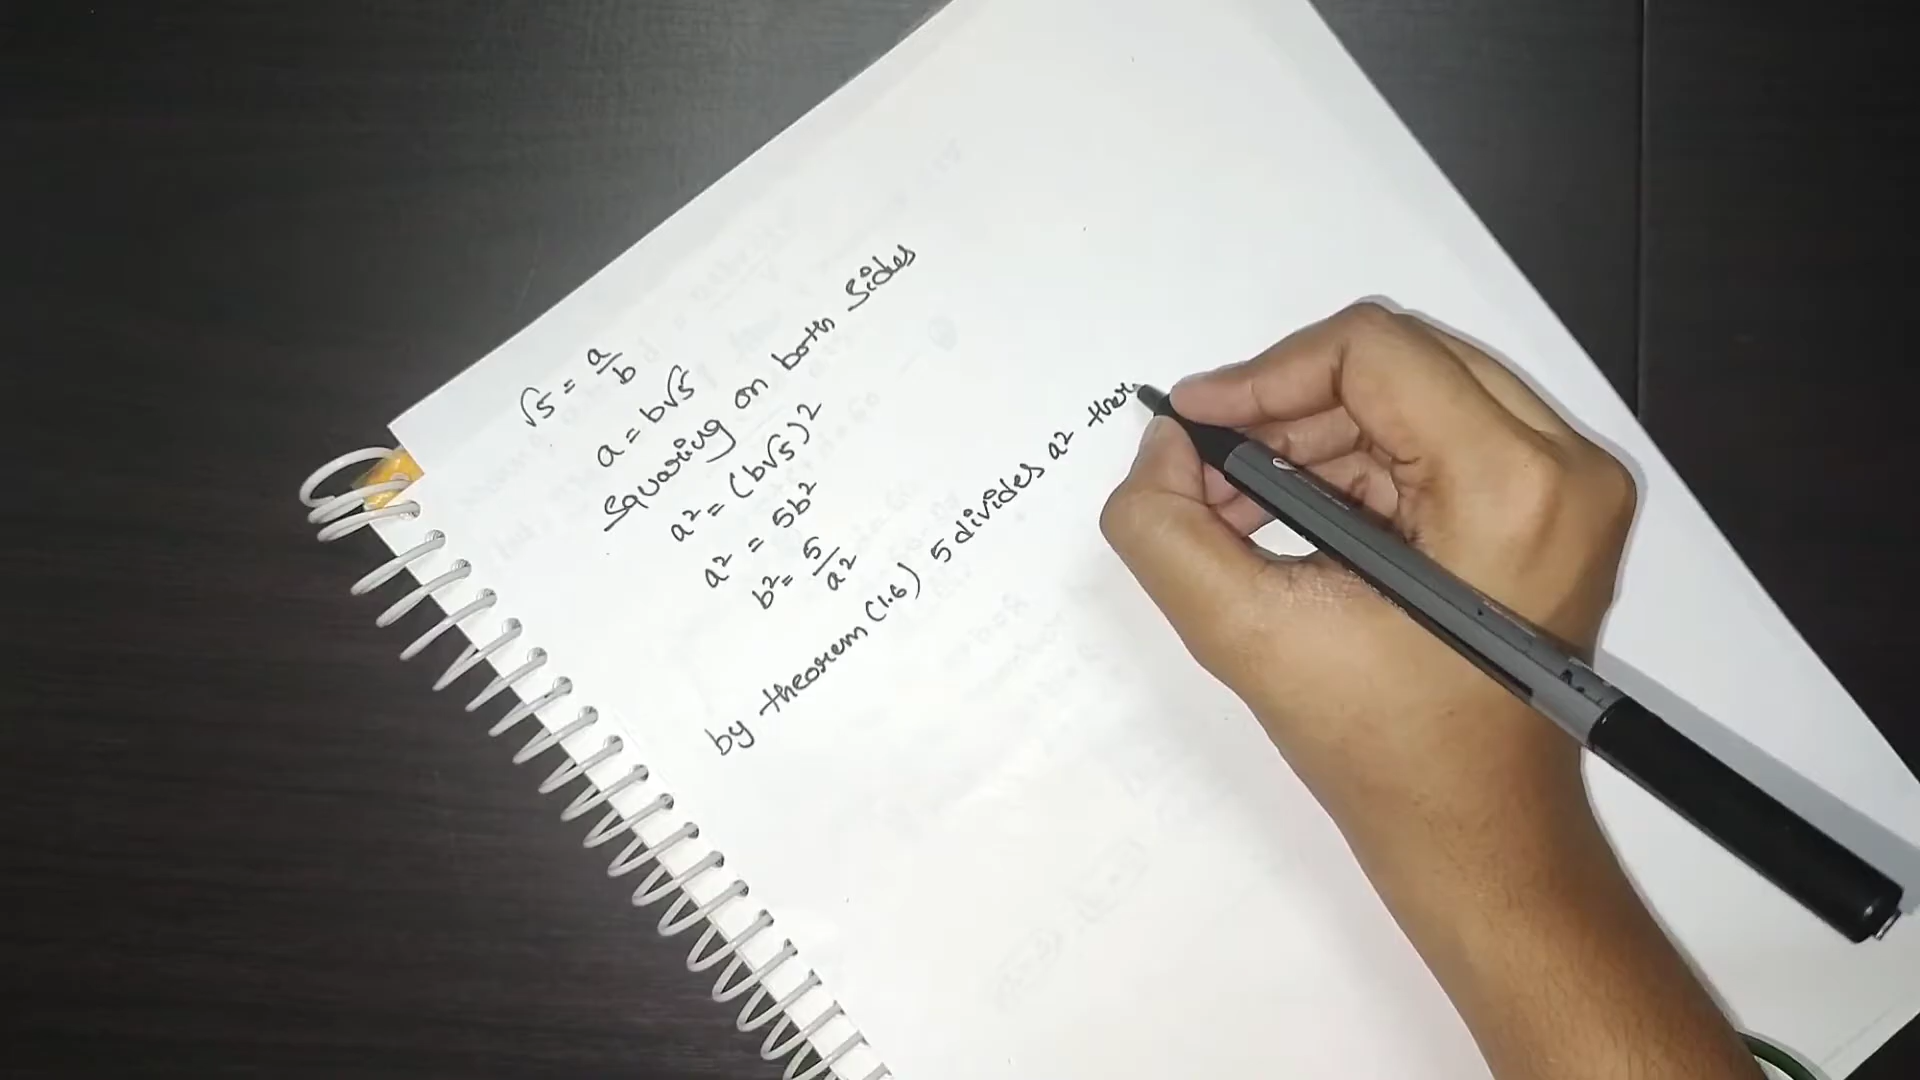 √5 = a/b
a = b√5
Squaring on both Sides
a² = (b√5)2
a² = 5b²
b² = 5/a²
by theorem (1.6) 5 divides a² ther